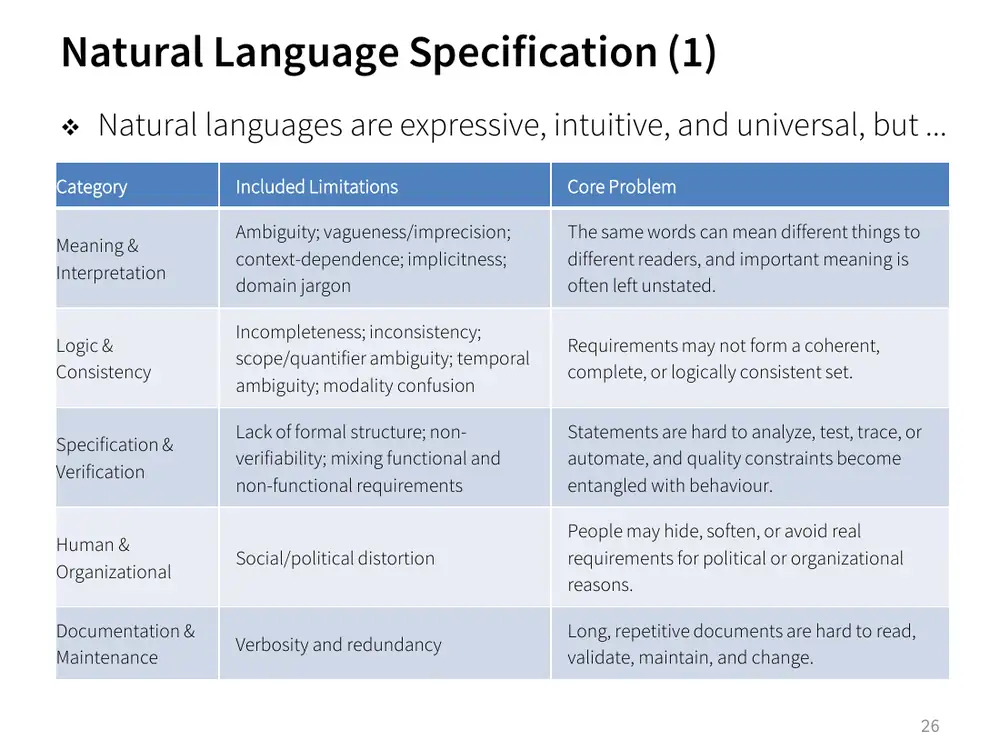 Natural Language Specification (1)
❖ Natural languages are expressive, intuitive, and universal, but ...
Category
Included Limitations
Core Problem
Meaning &
Interpretation
Ambiguity; vagueness/imprecision;
context-dependence; implicitness;
domain jargon
The same words can mean different things to
different readers, and important meaning is
often left unstated.
Logic &
Consistency
Incompleteness; inconsistency;
scope/quantifier ambiguity; temporal
ambiguity; modality confusion
Requirements may not form a coherent,
complete, or logically consistent set.
Specification &
Verification
Lack of formal structure; non-
verifiability; mixing functional and
non-functional requirements
Statements are hard to analyze, test, trace, or
automate, and quality constraints become
entangled with behaviour.
Human &
Organizational
Social/political distortion
People may hide, soften, or avoid real
requirements for political or organizational
reasons.
Documentation &
Maintenance
Verbosity and redundancy
Long, repetitive documents are hard to read,
validate, maintain, and change.
26